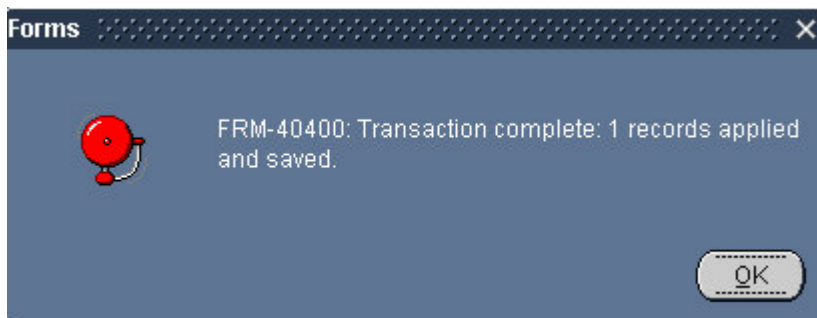 Forms
FRM-40400: Transaction complete: 1 records applied
and saved.
OK